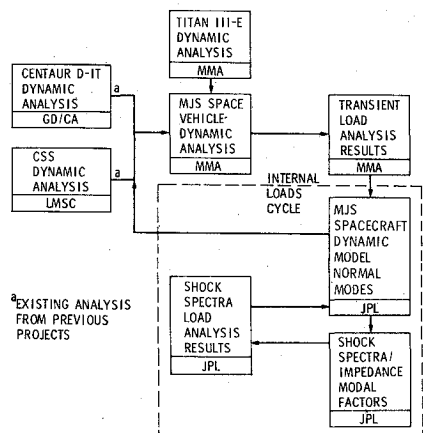 TITAN III-E
DYNAMIC
ANALYSIS
MMA
CENTAUR D-IT
DYNAMIC
ANALYSIS
GD/CA
a
MJS SPACE
VEHICLE-
DYNAMIC
ANALYSIS
MMA
TRANSIENT
LOAD
ANALYSIS
RESULTS
MMA
CSS
DYNAMIC
ANALYSIS
LMSC
a
INTERNAL
LOADS
CYCLE
MJS
SPACECRAFT
DYNAMIC
MODEL
NORMAL
MODES
JPL
aEXISTING ANALYSIS
FROM PREVIOUS
PROJECTS
SHOCK
SPECTRA
LOAD
ANALYSIS
RESULTS
JPL
SHOCK
SPECTRA/
IMPEDANCE
MODAL
FACTORS
JPL